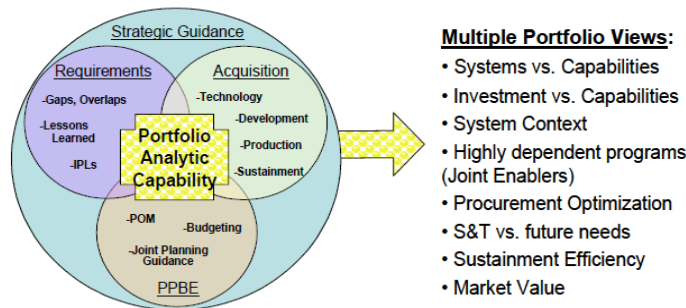 Strategic Guidance
Requirements
-Gaps, Overlaps
-Lessons
Learned
-IPLs
Acquisition
-Technology
-Development
-Production
-Sustainment
Portfolio
Analytic
Capability
-POM
-Budgeting
-Joint Planning
Guidance
PPBE
Multiple Portfolio Views:
• Systems vs. Capabilities
• Investment vs. Capabilities
• System Context
• Highly dependent programs
(Joint Enablers)
• Procurement Optimization
• S&T vs. future needs
• Sustainment Efficiency
• Market Value